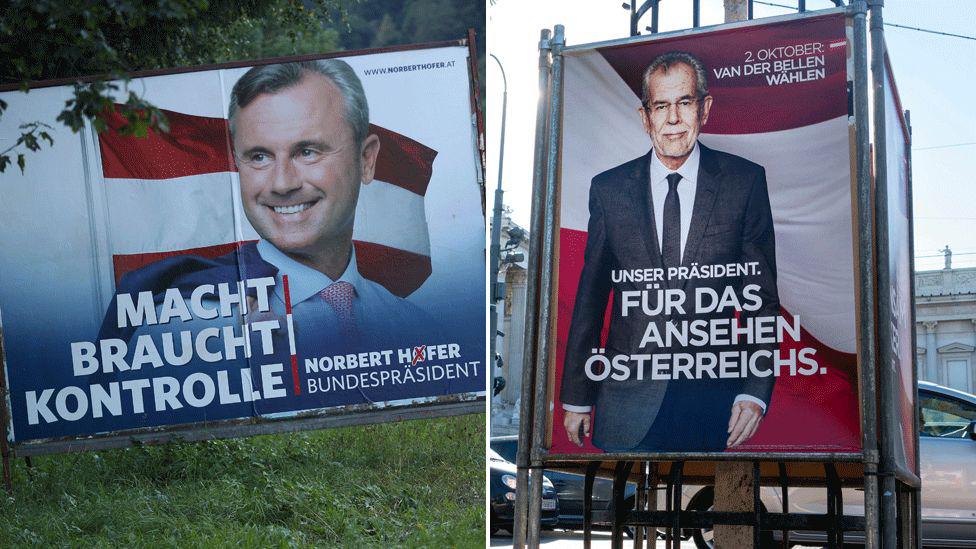 WWW.NORBERTHOFER.AT
MACHT
BRAUCHT
KONTROLLE
NORBERT HOFER
BUNDESPRÄSIDENT
2. OKTOBER:
VAN DER BELLEN
WÄHLEN
UNSER PRÄSIDENT.
FÜR DAS
ANSEHEN
ÖSTERREICHS.